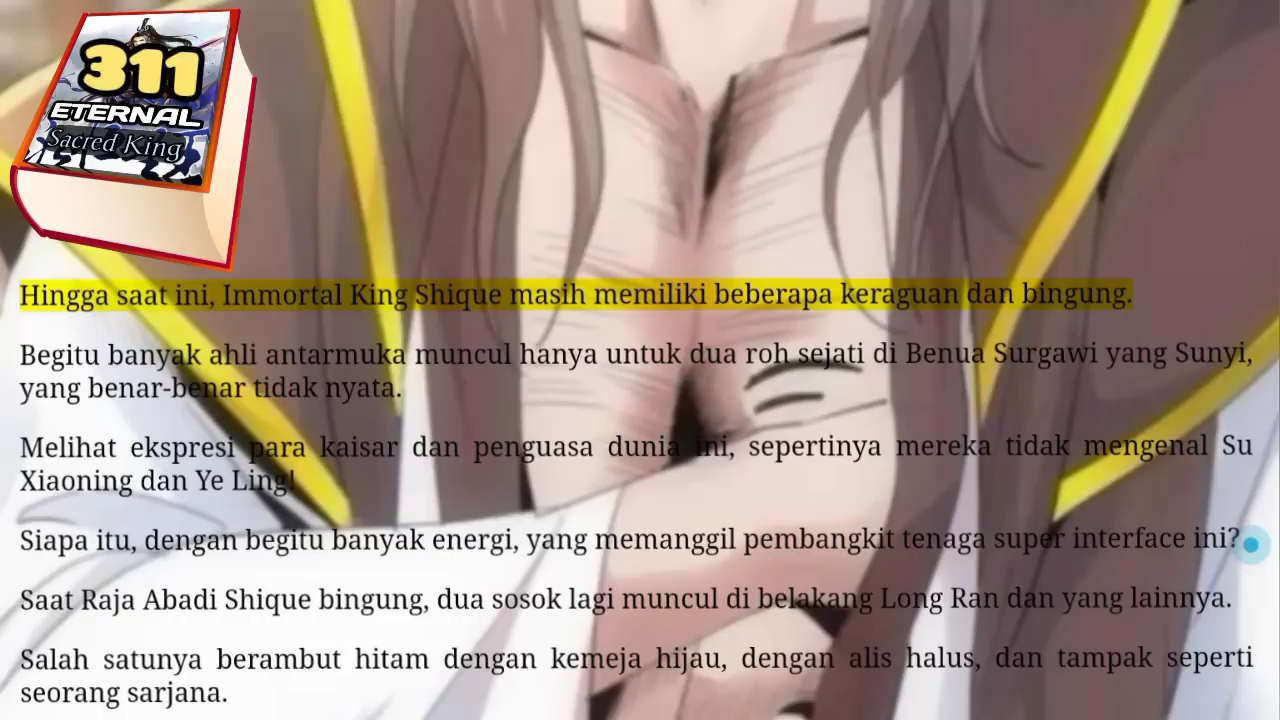 311
ETERNAL
Sacred King
Hingga saat ini, Immortal King Shique masih memiliki beberapa keraguan dan bingung.
Begitu banyak ahli antarmuka muncul hanya untuk dua roh sejati di Benua Surgawi yang Sunyi,
yang benar-benar tidak nyata.
Melihat ekspresi para kaisar dan penguasa dunia ini, sepertinya mereka tidak mengenal Su
Xiaoning dan Ye Ling!
Siapa itu, dengan begitu banyak energi, yang memanggil pembangkit tenaga super interface ini?
Saat Raja Abadi Shique bingung, dua sosok lagi muncul di belakang Long Ran dan yang lainnya.
Salah satunya berambut hitam dengan kemeja hijau, dengan alis halus, dan tampak seperti
seorang sarjana.